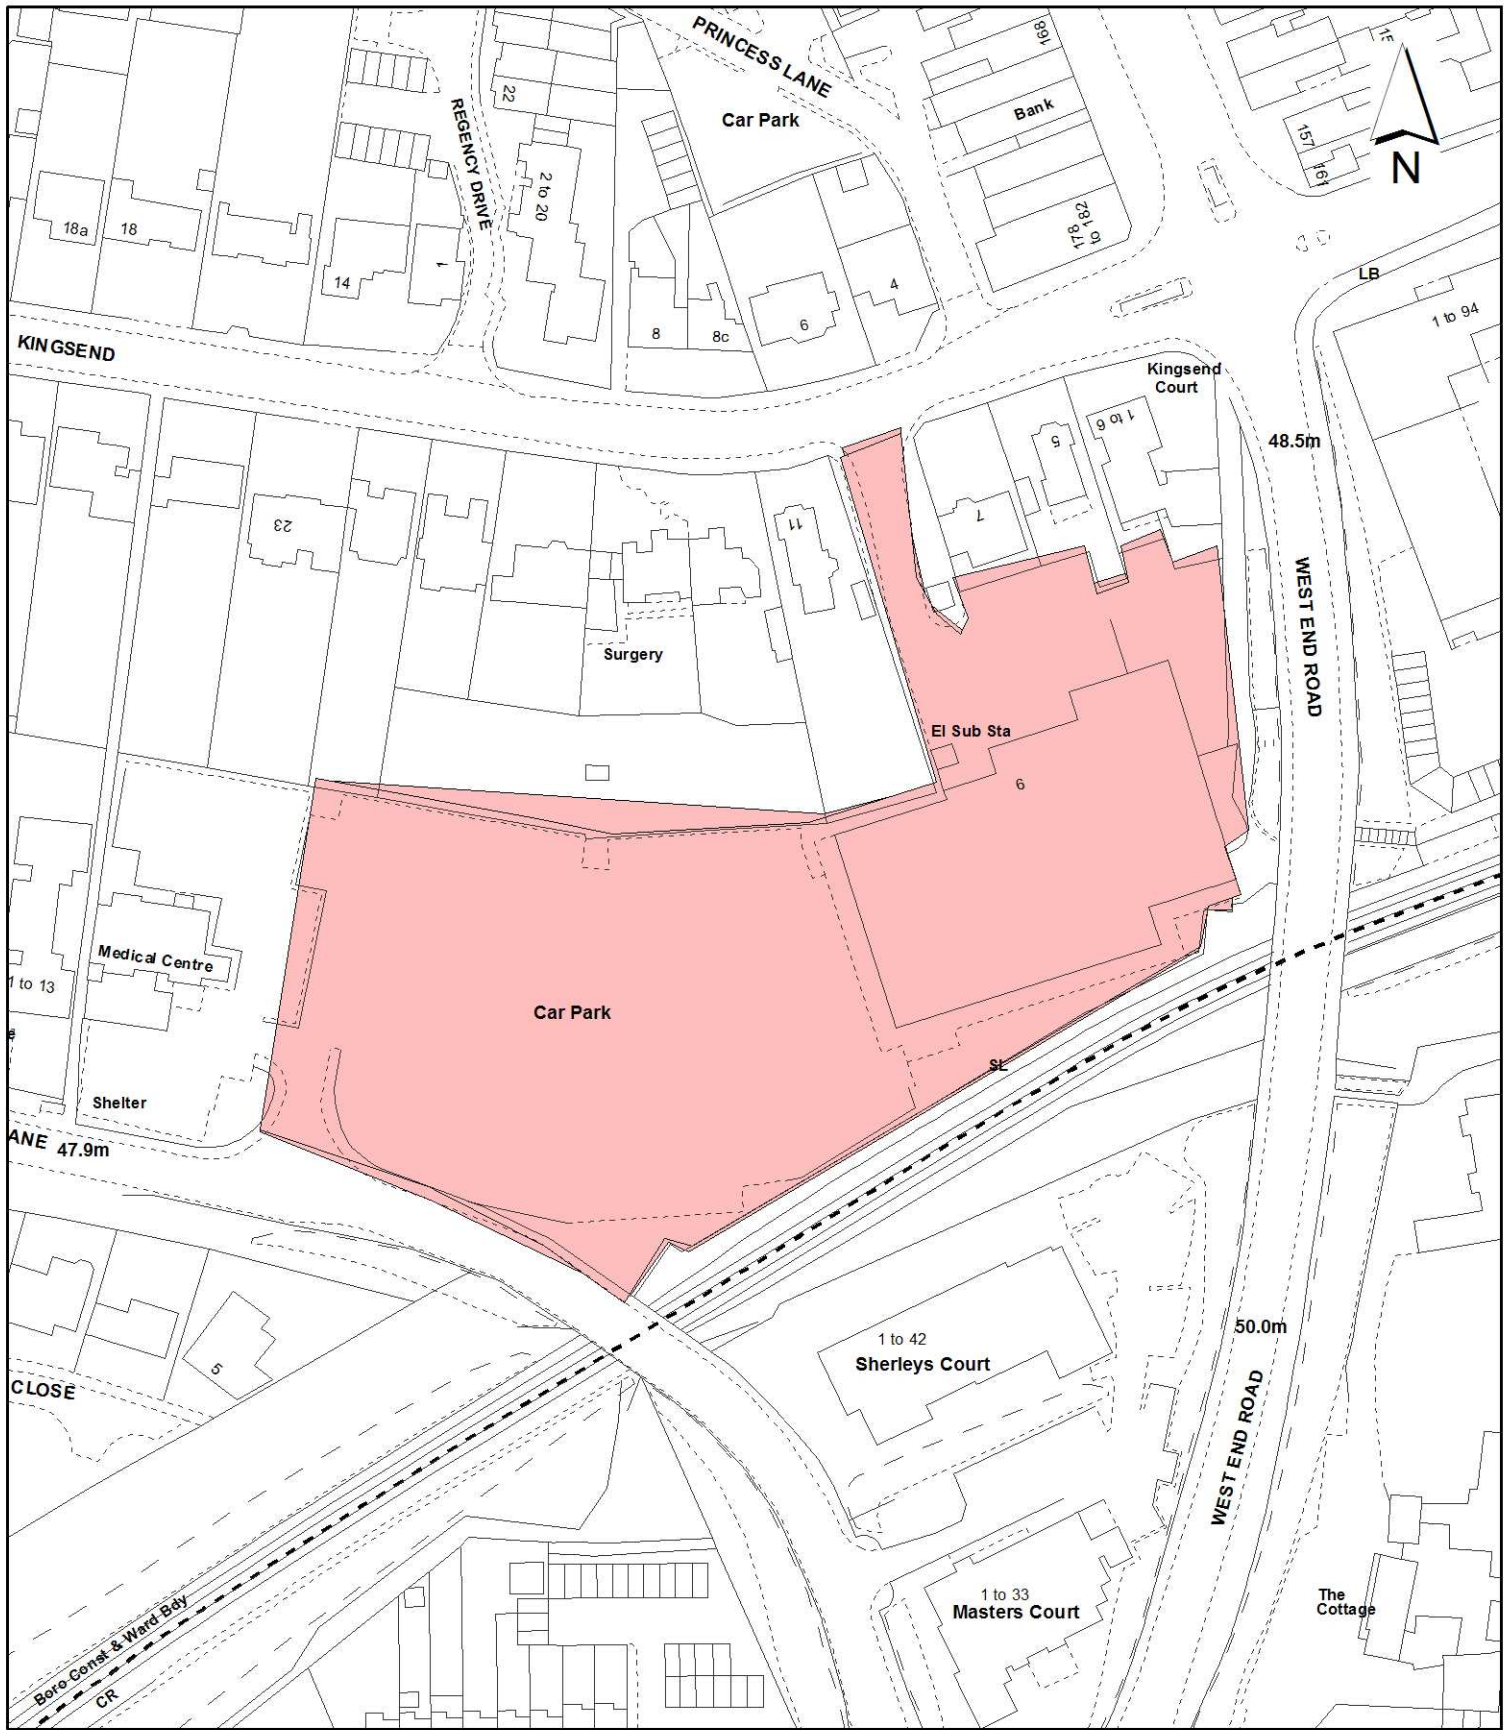 PRINCESS LANE
168
Car Park
Bank
22
REGENCY DRIVE
157
161
N
2 to 20
18a
18
178
to 182
14
1
4
LB
8
8c
6
1 to 94
KINGSEND
Kingsend
Court
1 to 6
5
48.5m
23
11
7
WEST END ROAD
Surgery
El Sub Sta
6
Medical Centre
1 to 13
Car Park
SL
Shelter
ANE
47.9m
50.0m
1 to 42
Sherleys Court
5
CLOSE
WEST END ROAD
1 to 33
Masters Court
The
Cottage
Boro Const & Ward Bdy
CR